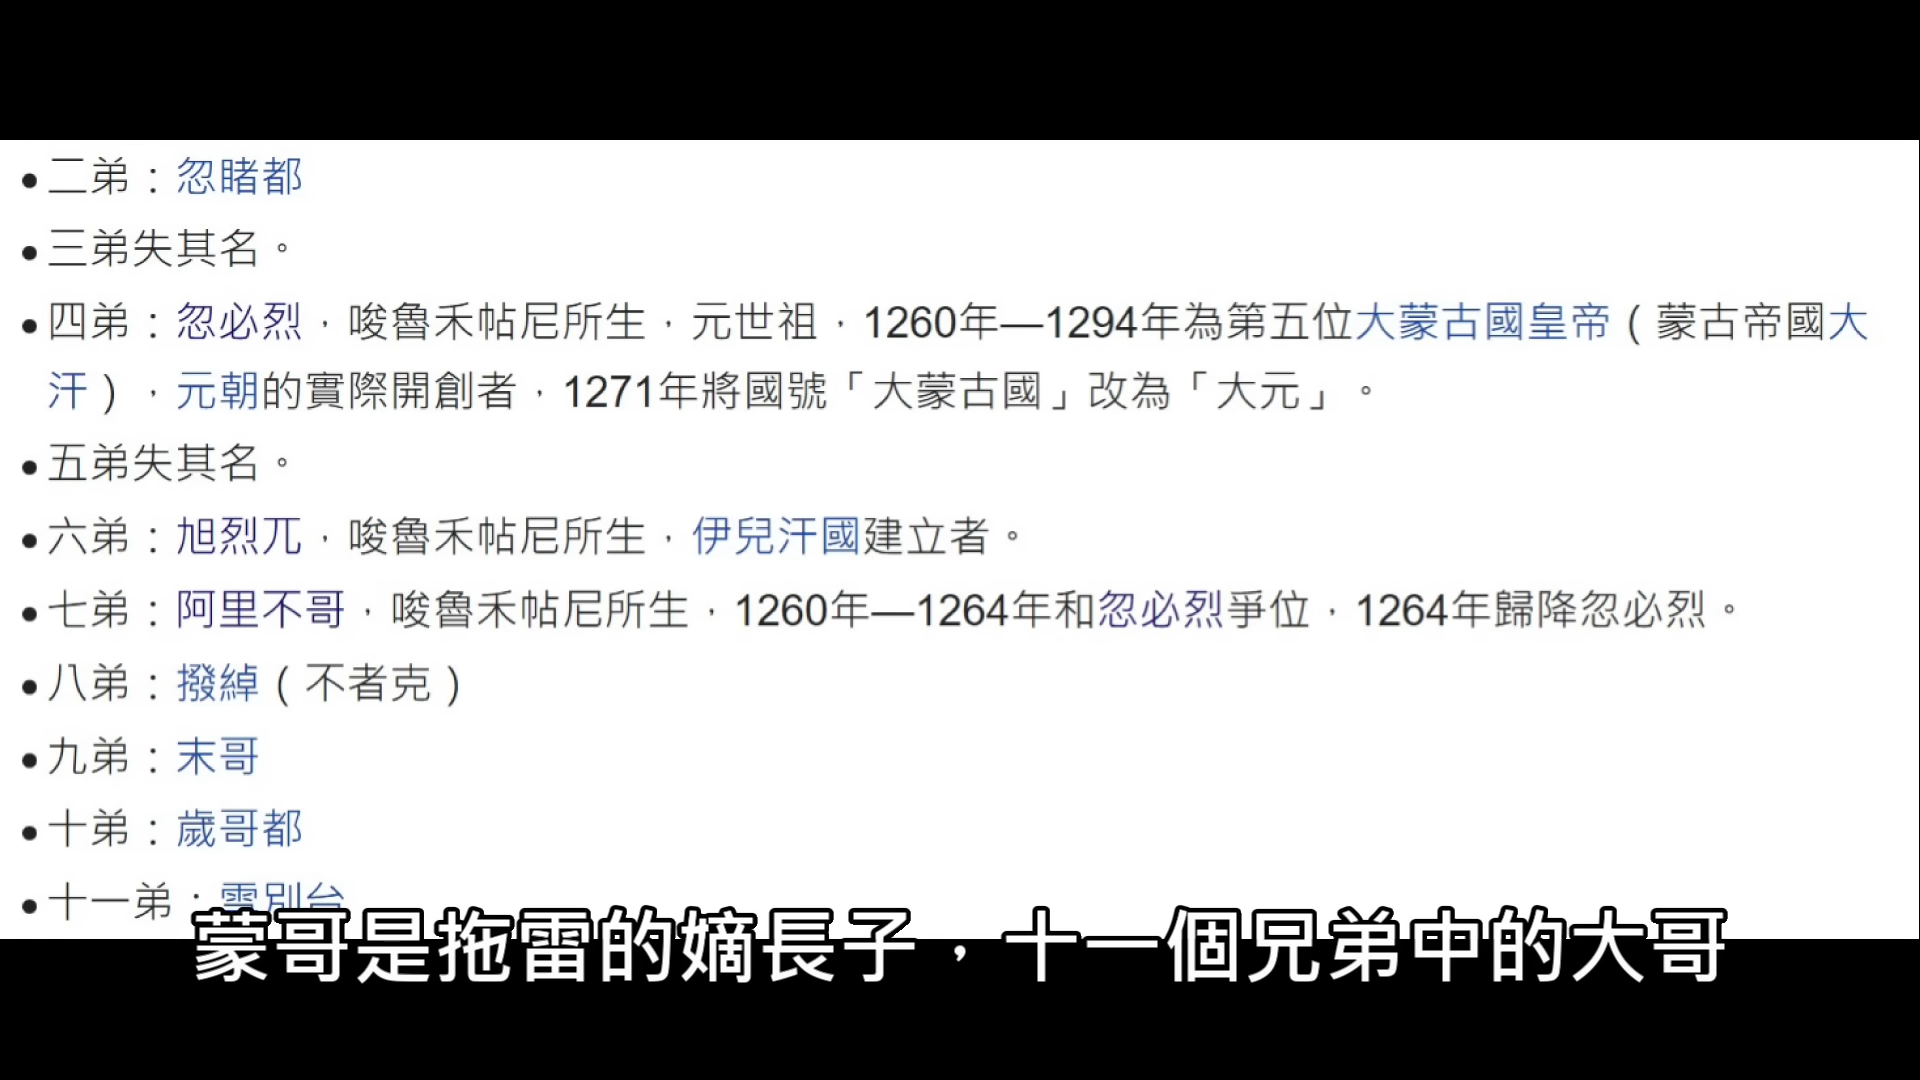 • 二弟：忽睹都
• 三弟失其名。
• 四弟：忽必烈，唆魯禾帖尼所生，元世祖，1260年—1294年為第五位大蒙古國皇帝（蒙古帝國大
汗），元朝的實際開創者，1271年將國號「大蒙古國」改為「大元」。
• 五弟失其名。
• 六弟：旭烈兀，唆魯禾帖尼所生，伊兒汗國建立者。
• 七弟：阿里不哥，唆魯禾帖尼所生，1260年—1264年和忽必烈爭位，1264年歸降忽必烈。
• 八弟：撥綽（不者克）
• 九弟：末哥
• 十弟：歲哥都
• 十一弟：雪別台
蒙哥是拖雷的嫡長子，十一個兄弟中的大哥